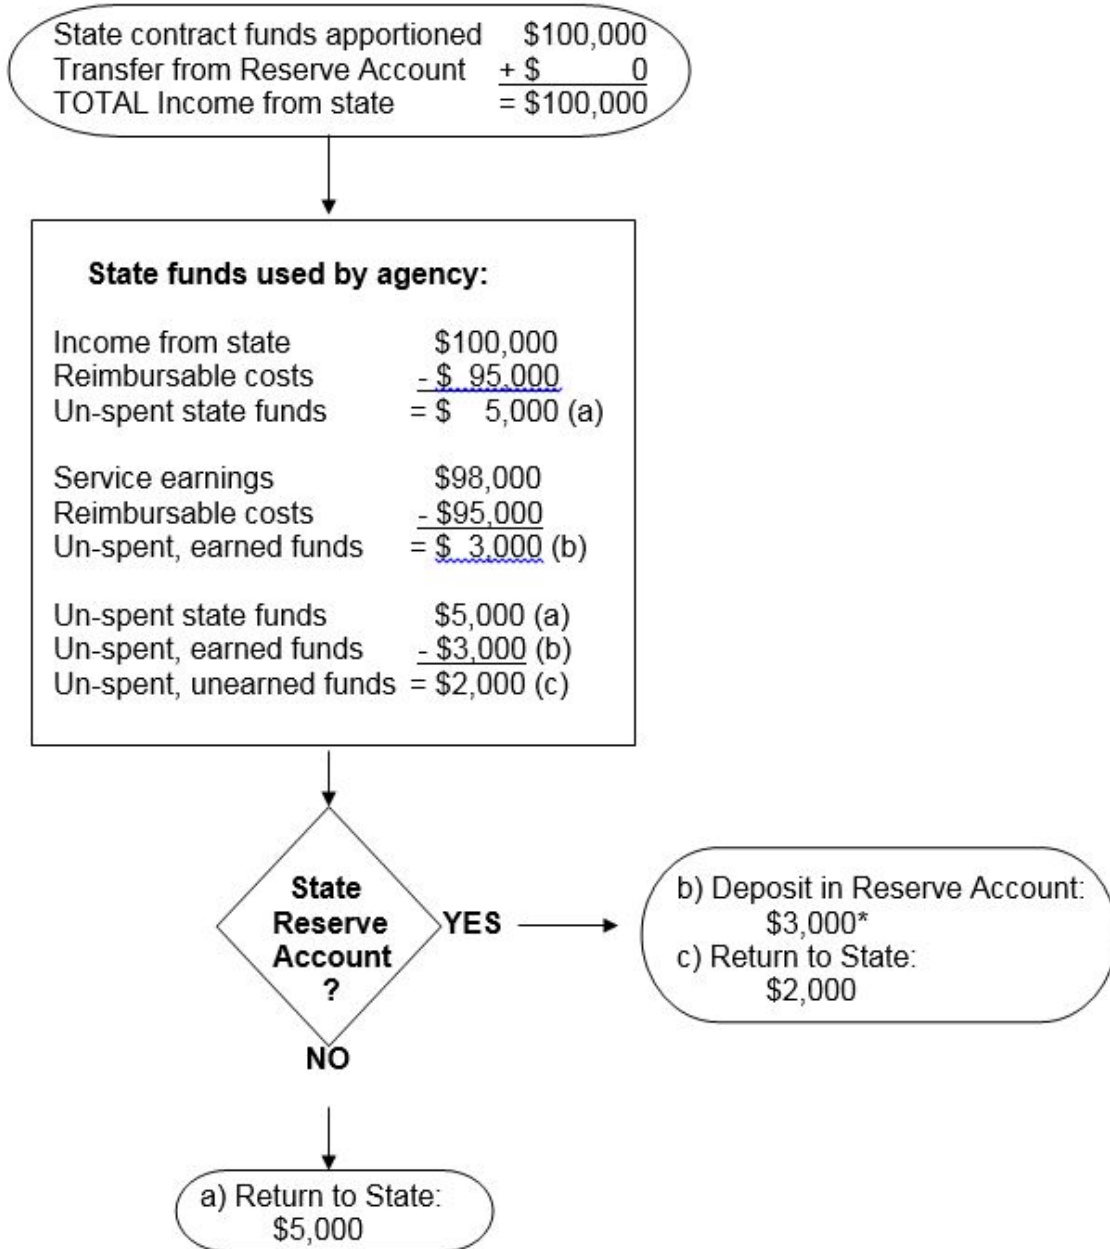 State contract funds apportioned $100,000
Transfer from Reserve Account + $ 0
TOTAL Income from state = $100,000
State funds used by agency:
Income from state $100,000
Reimbursable costs - $ 95,000
Un-spent state funds = $ 5,000 (a)
Service earnings $98,000
Reimbursable costs - $95,000
Un-spent, earned funds = $ 3,000 (b)
Un-spent state funds $5,000 (a)
Un-spent, earned funds - $3,000 (b)
Un-spent, unearned funds = $2,000 (c)
State
Reserve
Account
?
YES
b) Deposit in Reserve Account:
$3,000*
c) Return to State:
$2,000
NO
a) Return to State:
$5,000